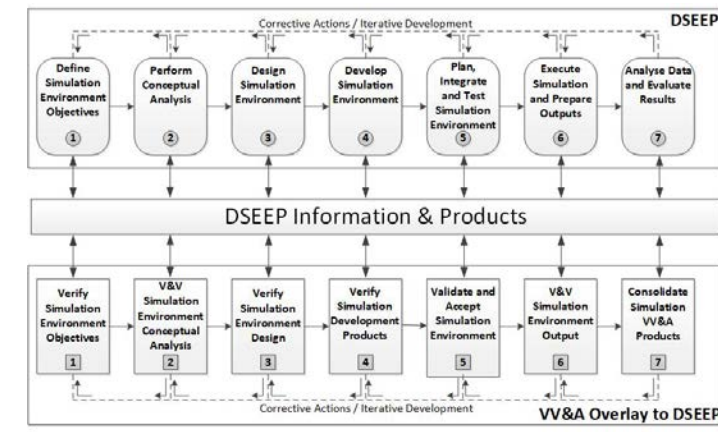 Corrective Actions / Iterative Development
DSEEP
Define
Simulation
Environment
Objectives
1
Perform
Conceptual
Analysis
2
Design
Simulation
Environment
3
Develop
Simulation
Environment
4
Plan,
Integrate
and Test
Simulation
Environment
5
Execute
Simulation
and Prepare
Outputs
6
Analyse Data
and Evaluate
Results
7
DSEEP Information & Products
Verify
Simulation
Environment
Objectives
1
V&V
Simulation
Environment
Conceptual
Analysis
2
Verify
Simulation
Environment
Design
3
Verify
Simulation
Development
Products
4
Validate and
Accept
Simulation
Environment
5
V&V
Simulation
Environment
Output
6
Consolidate
Simulation
VV&A
Products
7
Corrective Actions / Iterative Development
VV&A Overlay to DSEEP